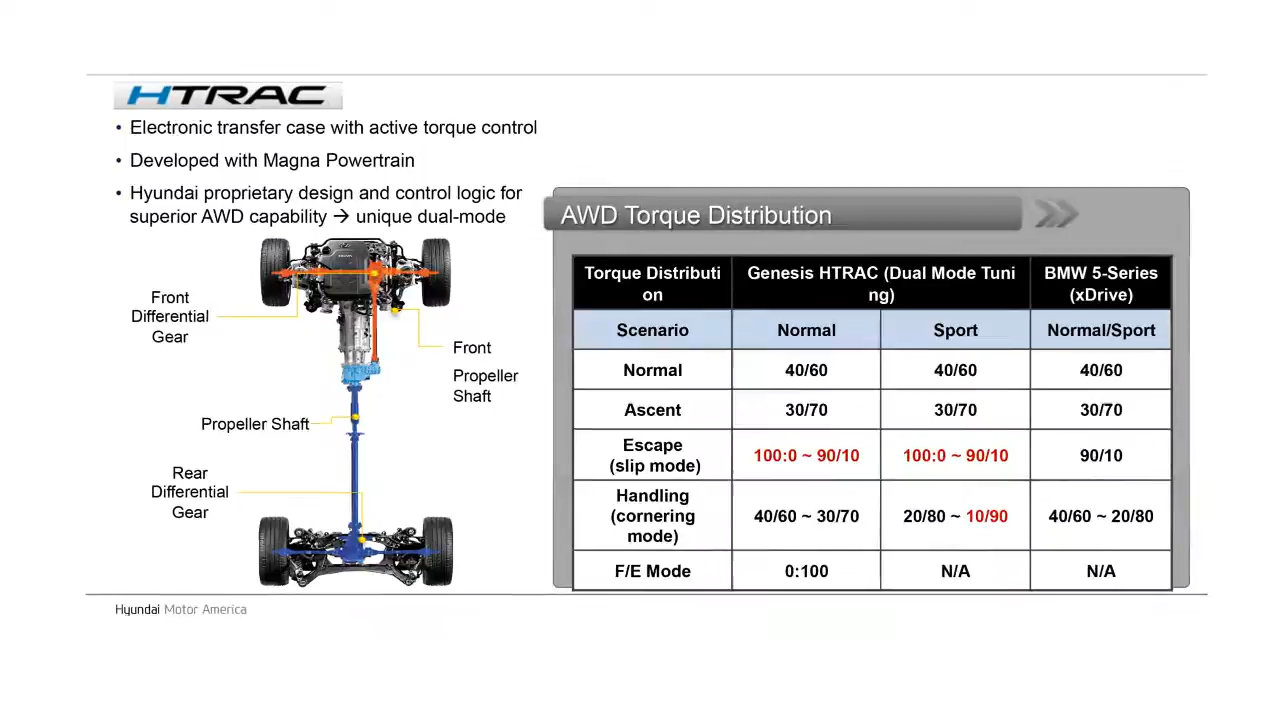 HTRAC
• Electronic transfer case with active torque control
• Developed with Magna Powertrain
• Hyundai proprietary design and control logic for
superior AWD capability → unique dual-mode
Front
Differential
Gear
Front
Propeller
Shaft
Propeller Shaft
Rear
Differential
Gear
AWD Torque Distribution
Torque Distributi
on
Genesis HTRAC (Dual Mode Tuni
ng)
BMW 5-Series
(xDrive)
Scenario
Normal
Sport
Normal/Sport
Normal
40/60
40/60
40/60
Ascent
30/70
30/70
30/70
Escape
(slip mode)
100:0 ~ 90/10
100:0 ~ 90/10
90/10
Handling
(cornering
mode)
40/60 ~ 30/70
20/80 ~ 10/90
40/60 ~ 20/80
F/E Mode
0:100
N/A
N/A
Hyundai Motor America